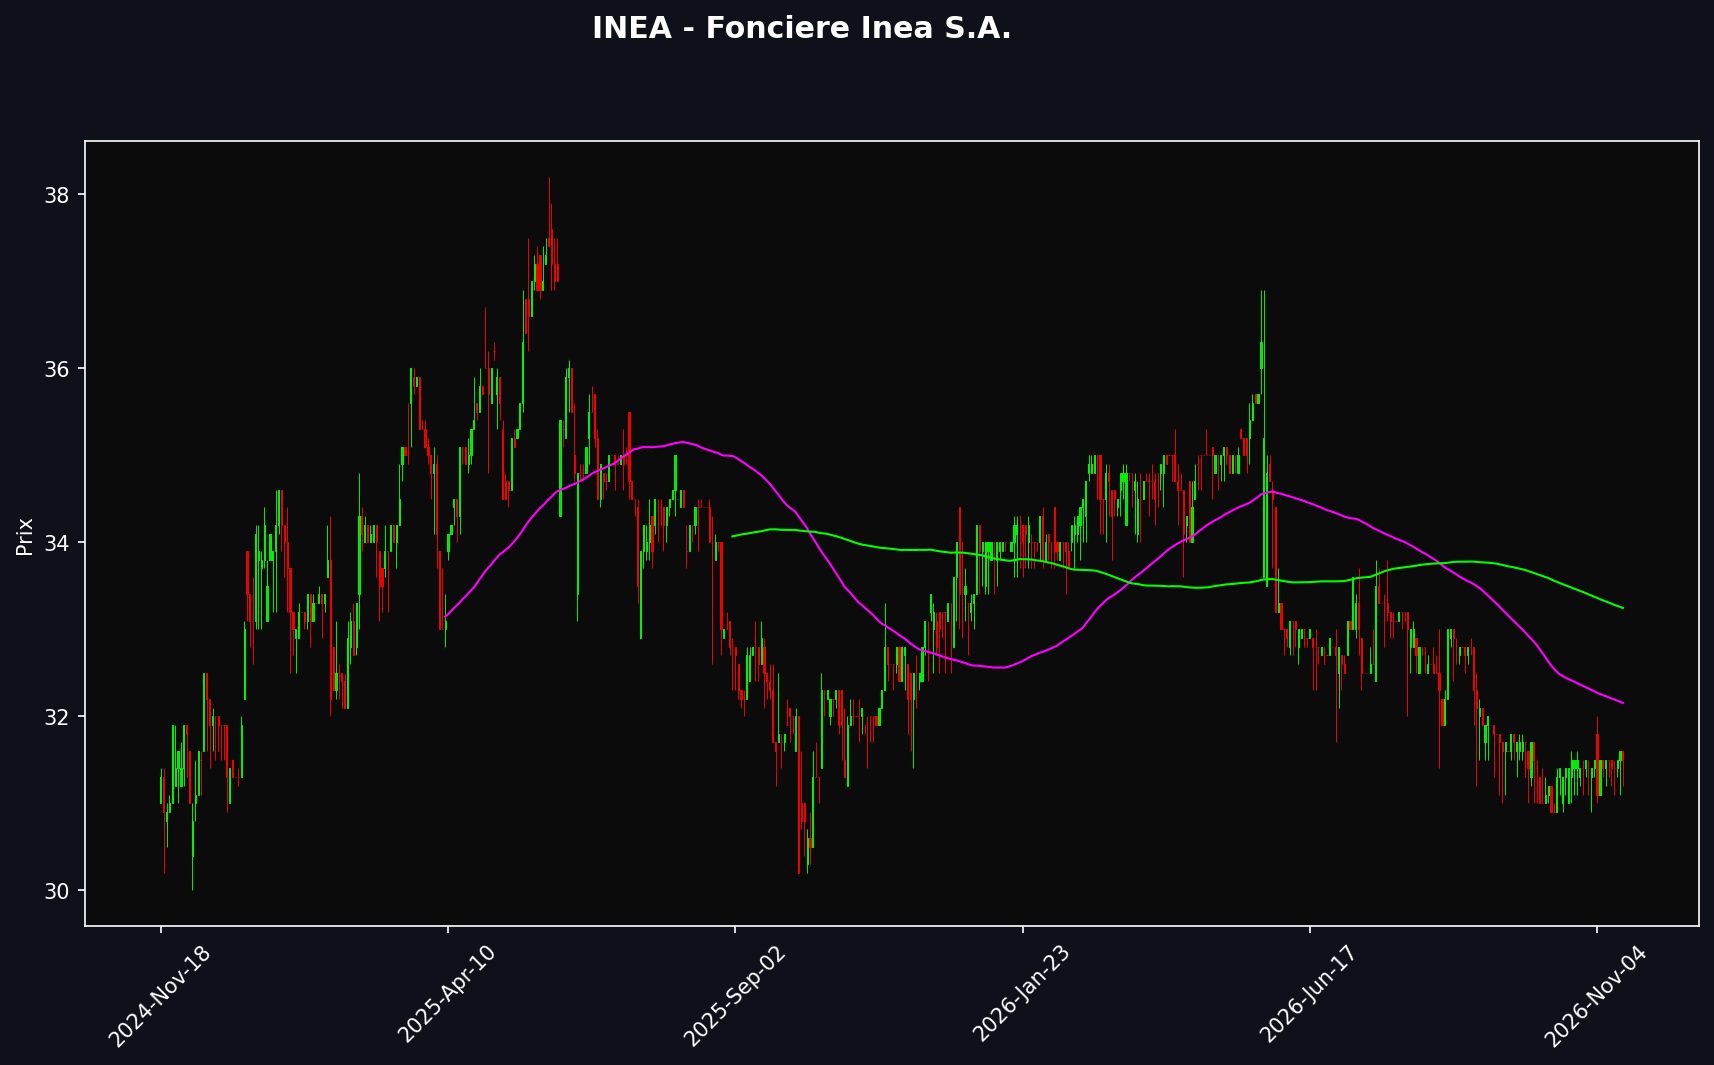 INEA - Fonciere Inea S.A.
Prix
38
36
34
32
30
2024-Nov-18
2025-Apr-10
2025-Sep-02
2026-Jan-23
2026-Jun-17
2026-Nov-04